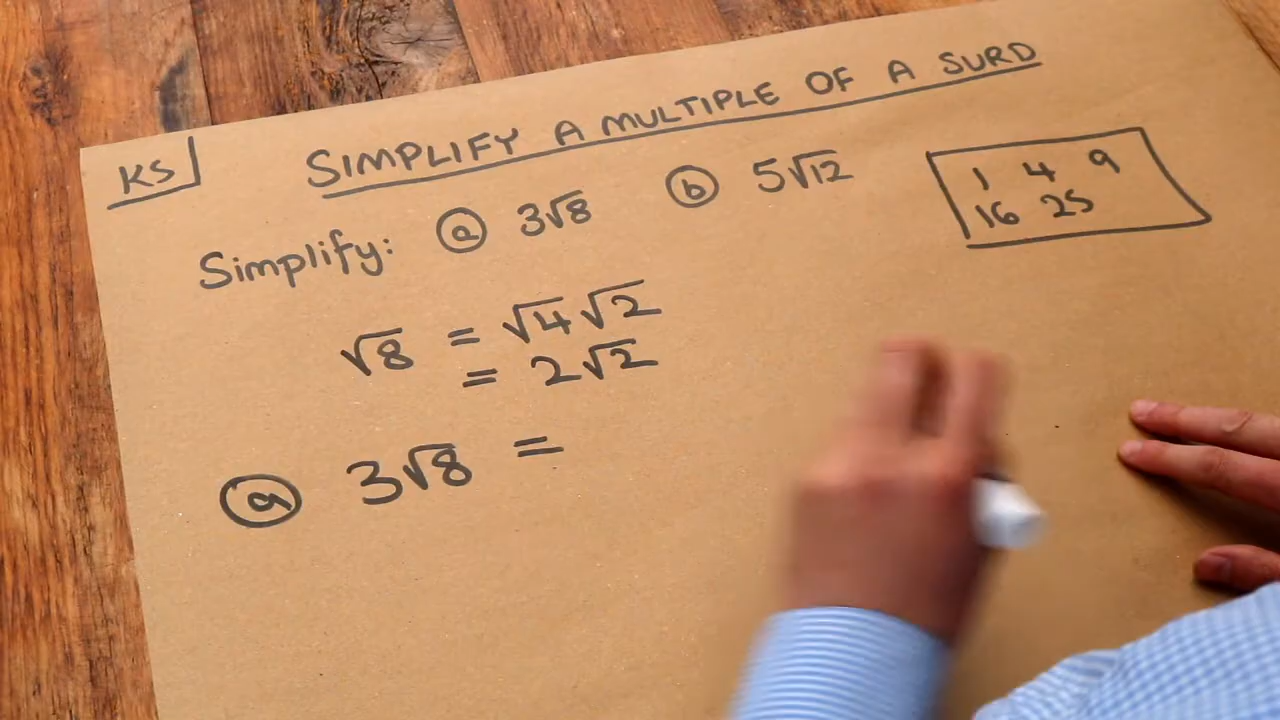 KS
SIMPLIFY A MULTIPLE OF A SURD
Simplify: ⓐ 3√8 ⓑ 5√12
1 4 9
16 25
√8 = √4√2
= 2√2
ⓐ 3√8 =